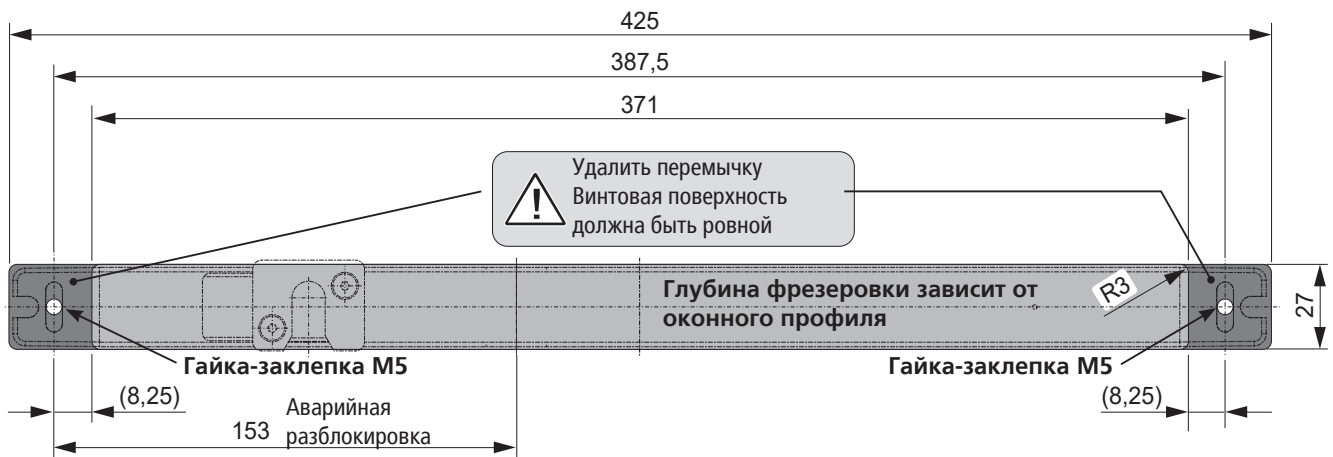 425
387,5
371
Удалить перемычку
Винтовая поверхность
должна быть ровной
Глубина фрезеровки зависит от
оконного профиля
R3
27
Гайка-заклепка M5
Гайка-заклепка M5
(8,25)
(8,25)
Аварийная
153 разблокировка